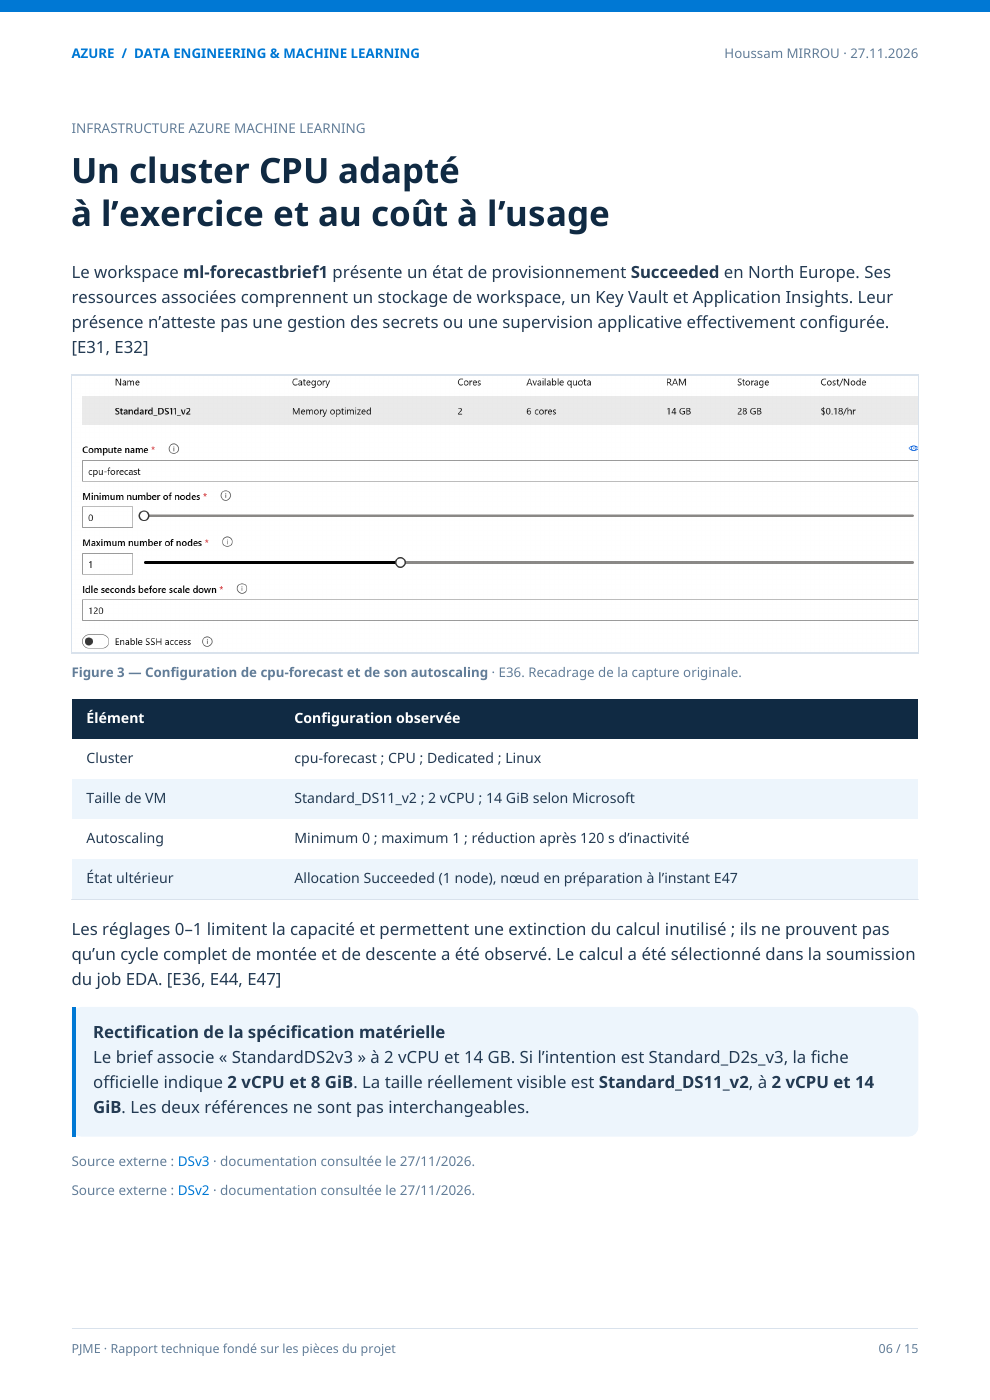 AZURE / DATA ENGINEERING & MACHINE LEARNING
Houssam MIRROU · 27.11.2026
INFRASTRUCTURE AZURE MACHINE LEARNING
Un cluster CPU adapté
à l’exercice et au coût à l’usage
Le workspace ml-forecastbrief1 présente un état de provisionnement Succeeded en North Europe. Ses
ressources associées comprennent un stockage de workspace, un Key Vault et Application Insights. Leur
présence n’atteste pas une gestion des secrets ou une supervision applicative effectivement configurée.
[E31, E32]
Name Category Cores Available quota RAM Storage Cost/Node
Standard_DS11_v2 Memory optimized 2 6 cores 14 GB 28 GB $0.18/hr
Compute name *
cpu-forecast
Minimum number of nodes *
0
Maximum number of nodes *
1
Idle seconds before scale down *
120
Enable SSH access
Figure 3 — Configuration de cpu-forecast et de son autoscaling · E36. Recadrage de la capture originale.
Élément Configuration observée
Cluster cpu-forecast ; CPU ; Dedicated ; Linux
Taille de VM Standard_DS11_v2 ; 2 vCPU ; 14 GiB selon Microsoft
Autoscaling Minimum 0 ; maximum 1 ; réduction après 120 s d’inactivité
État ultérieur Allocation Succeeded (1 node), nœud en préparation à l’instant E47
Les réglages 0–1 limitent la capacité et permettent une extinction du calcul inutilisé ; ils ne prouvent pas
qu’un cycle complet de montée et de descente a été observé. Le calcul a été sélectionné dans la soumission
du job EDA. [E36, E44, E47]
Rectification de la spécification matérielle
Le brief associe « StandardDS2v3 » à 2 vCPU et 14 GB. Si l’intention est Standard_D2s_v3, la fiche
officielle indique 2 vCPU et 8 GiB. La taille réellement visible est Standard_DS11_v2, à 2 vCPU et 14
GiB. Les deux références ne sont pas interchangeables.
Source externe : DSv3 · documentation consultée le 27/11/2026.
Source externe : DSv2 · documentation consultée le 27/11/2026.
PJME · Rapport technique fondé sur les pièces du projet
06 / 15